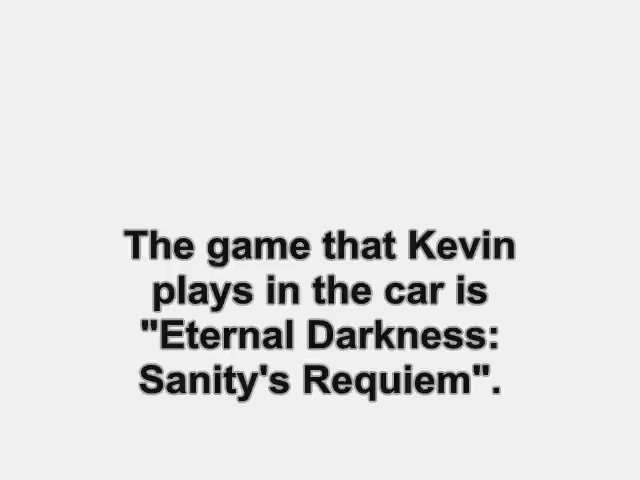 The game that Kevin
plays in the car is
"Eternal Darkness:
Sanity's Requiem".